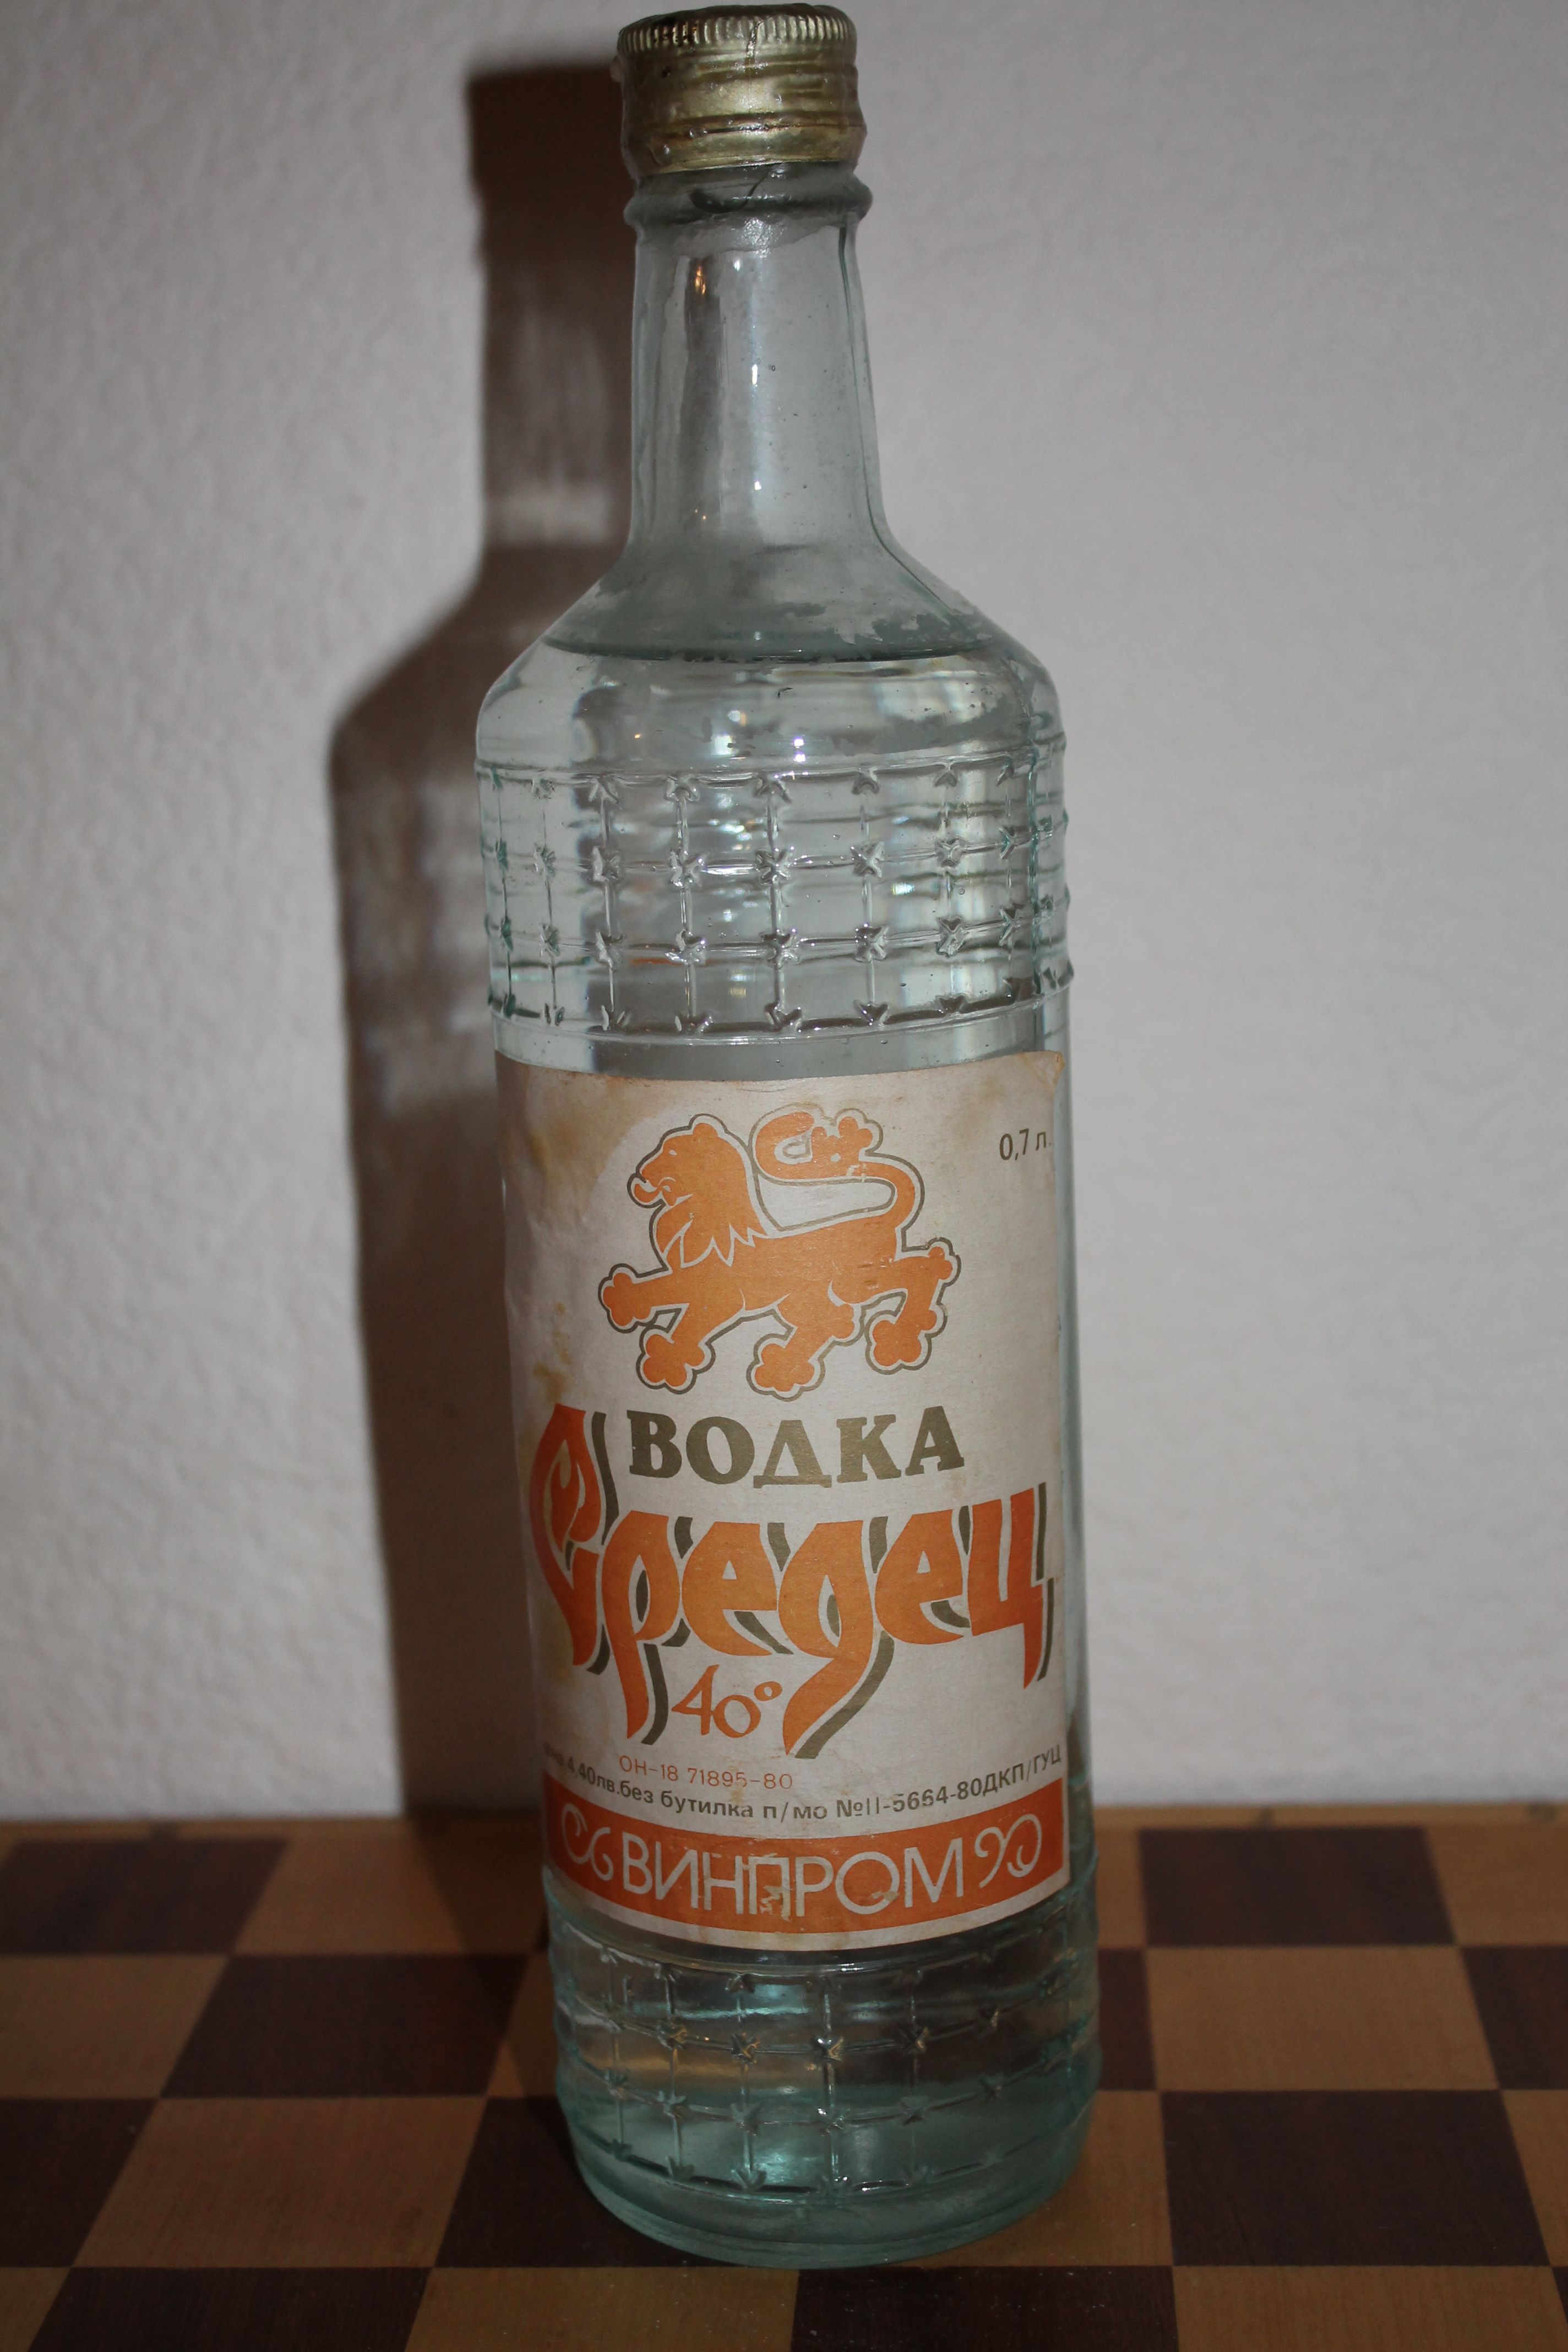 0,7 л.
ВОДКА
Средец
40°
ОН-18 71895-80
4,40лв.без бутилка п/мо №II-5664-80ДКП/ГУЦ
ВИНПРОМ